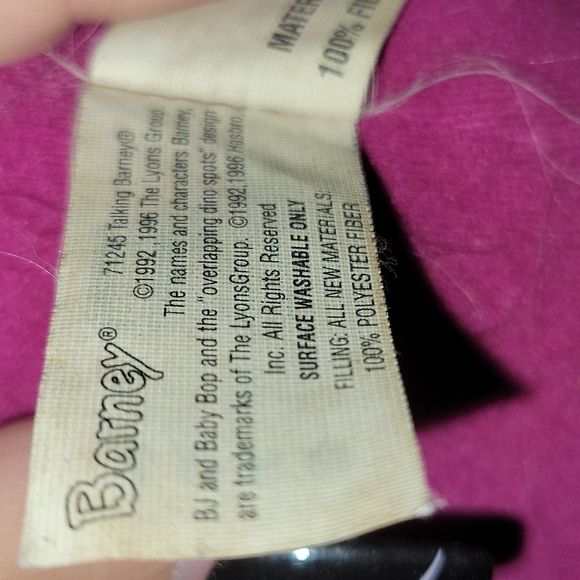 Barney®
71245 Talking Barney®
©1992, 1996 The Lyons Group.
The names and characters Barney,
BJ and Baby Bop and the "overlapping dino spots" design
are trademarks of The LyonsGroup. ©1992,1996 Hasbro,
Inc. All Rights Reserved
SURFACE WASHABLE ONLY
FILLING: ALL NEW MATERIALS:
100% POLYESTER FIBER
MATER
100% FI